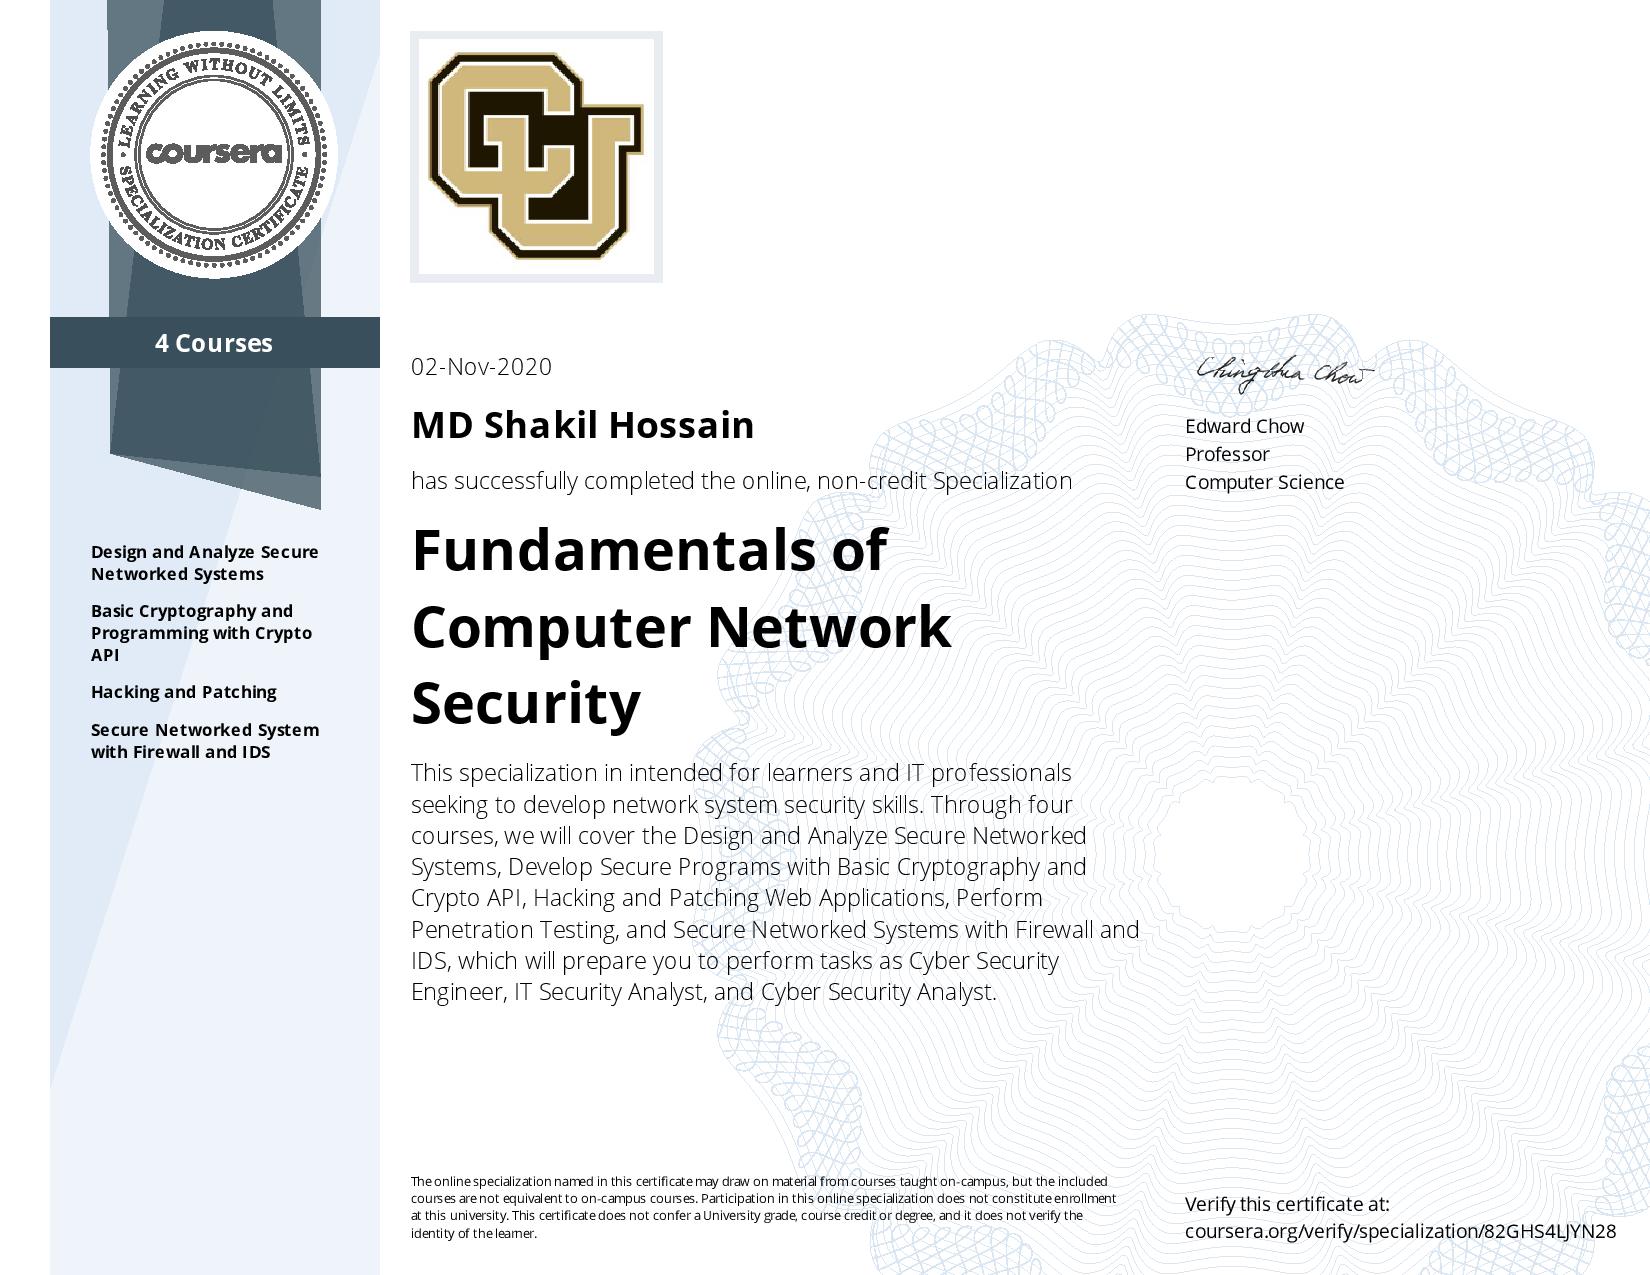 LEARNING WITHOUT LIMITS
coursera
SPECIALIZATION CERTIFICATE
CU
4 Courses
Design and Analyze Secure
Networked Systems
Basic Cryptography and
Programming with Crypto
API
Hacking and Patching
Secure Networked System
with Firewall and IDS
02-Nov-2020
MD Shakil Hossain
has successfully completed the online, non-credit Specialization
Fundamentals of
Computer Network
Security
This specialization in intended for learners and IT professionals
seeking to develop network system security skills. Through four
courses, we will cover the Design and Analyze Secure Networked
Systems, Develop Secure Programs with Basic Cryptography and
Crypto API, Hacking and Patching Web Applications, Perform
Penetration Testing, and Secure Networked Systems with Firewall and
IDS, which will prepare you to perform tasks as Cyber Security
Engineer, IT Security Analyst, and Cyber Security Analyst.
Chinghua Chow
Edward Chow
Professor
Computer Science
The online specialization named in this certificate may draw on material from courses taught on-campus, but the included
courses are not equivalent to on-campus courses. Participation in this online specialization does not constitute enrollment
at this university. This certificate does not confer a University grade, course credit or degree, and it does not verify the
identity of the learner.
Verify this certificate at:
coursera.org/verify/specialization/82GHS4LJYN28